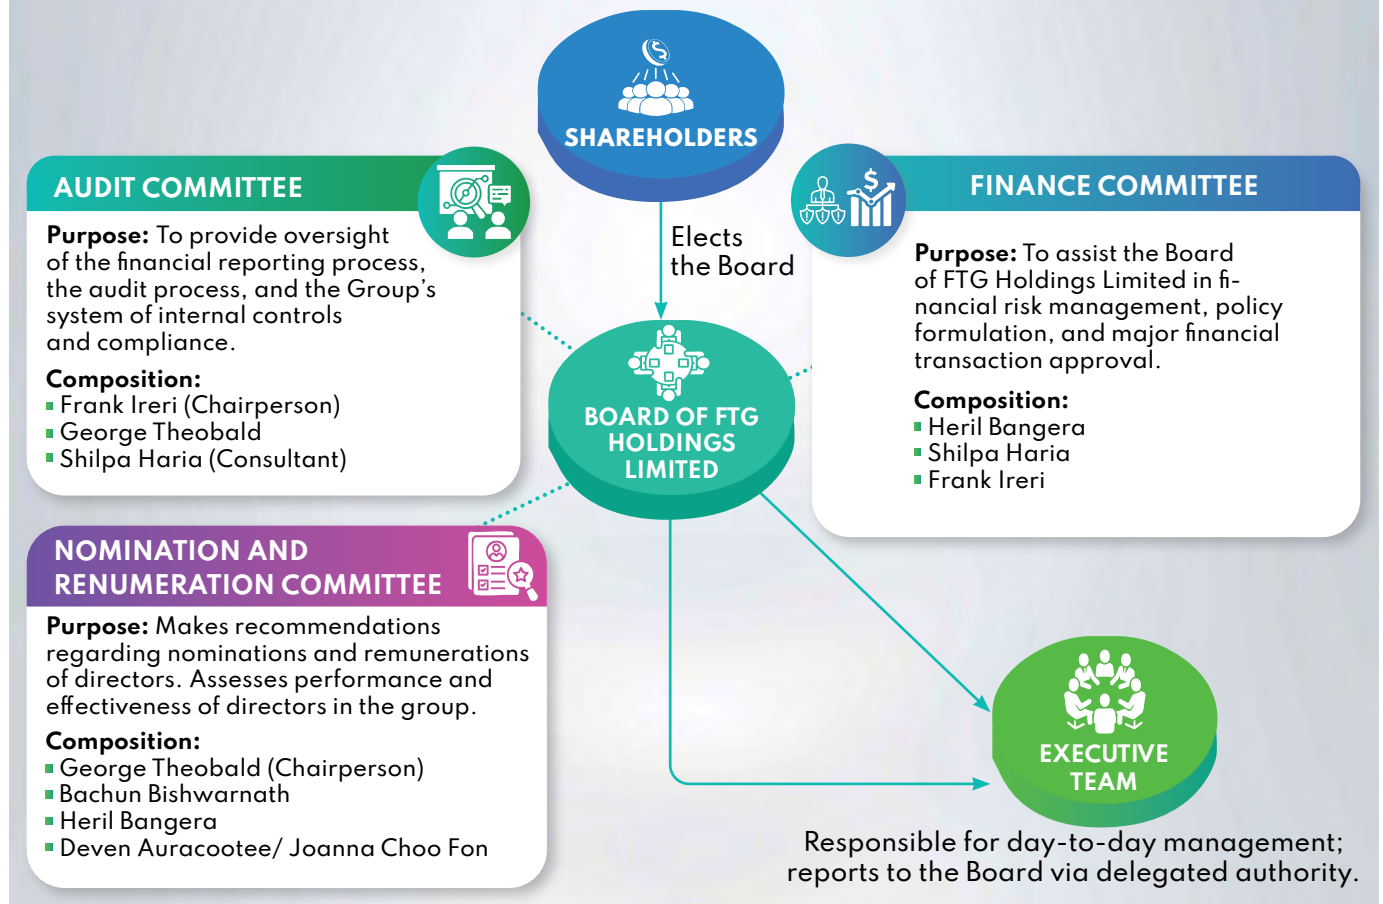 SHAREHOLDERS
Elects
the Board
AUDIT COMMITTEE
Purpose: To provide oversight
of the financial reporting process,
the audit process, and the Group's
system of internal controls
and compliance.
Composition:
Frank Ireri (Chairperson)
George Theobald
Shilpa Haria (Consultant)
FINANCE COMMITTEE
Purpose: To assist the Board
of FTG Holdings Limited in fi-
nancial risk management, policy
formulation, and major financial
transaction approval.
Composition:
Heril Bangera
Shilpa Haria
Frank Ireri
BOARD OF FTG
HOLDINGS
LIMITED
NOMINATION AND
RENUMERATION COMMITTEE
Purpose: Makes recommendations
regarding nominations and remunerations
of directors. Assesses performance and
effectiveness of directors in the group.
Composition:
George Theobald (Chairperson)
Bachun Bishwarnath
Heril Bangera
Deven Auracootee/ Joanna Choo Fon
EXECUTIVE
TEAM
Responsible for day-to-day management;
reports to the Board via delegated authority.